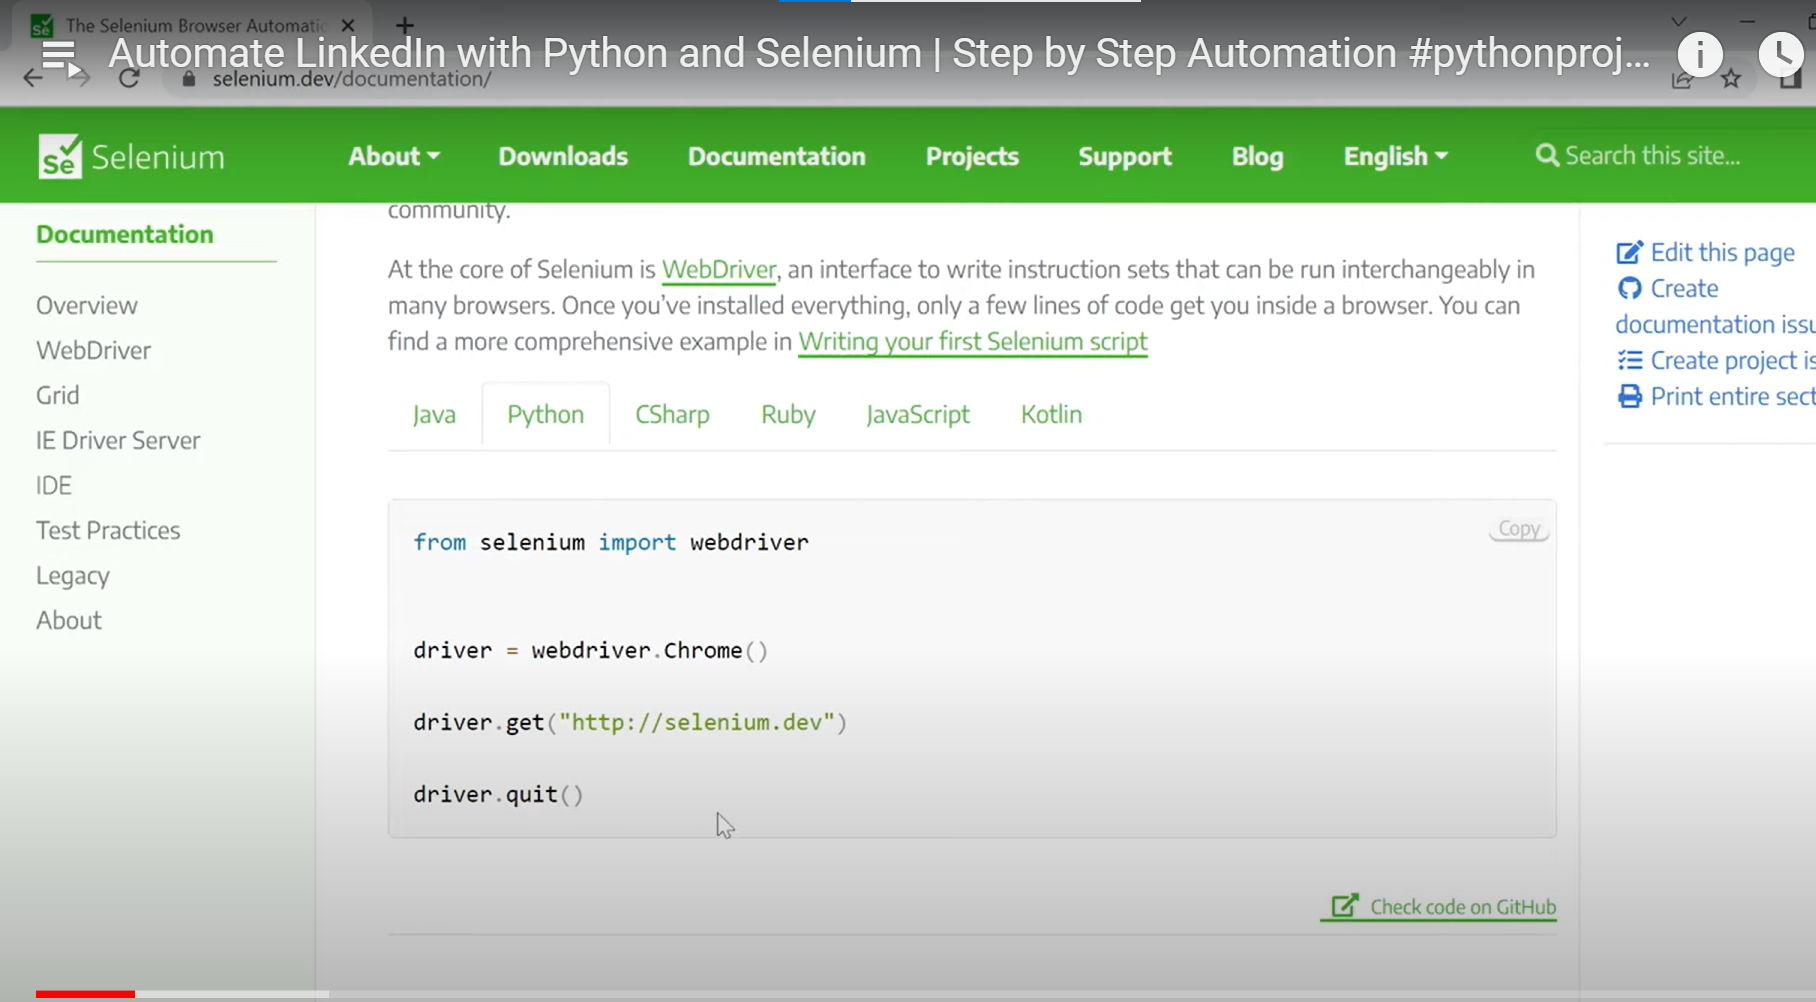 The Selenium Browser Automatic
Automate LinkedIn with Python and Selenium | Step by Step Automation #pythonproj...
selenium.dev/documentation/
Se Selenium
About
Downloads
Documentation
Projects
Support
Blog
English
Search this site...
Documentation
Overview
WebDriver
Grid
IE Driver Server
IDE
Test Practices
Legacy
About
community.
At the core of Selenium is WebDriver, an interface to write instruction sets that can be run interchangeably in
many browsers. Once you’ve installed everything, only a few lines of code get you inside a browser. You can
find a more comprehensive example in Writing your first Selenium script
Java
Python
CSharp
Ruby
JavaScript
Kotlin
Copy
from selenium import webdriver
driver = webdriver.Chrome()
driver.get("http://selenium.dev")
driver.quit()
Check code on GitHub
Edit this page
Create
documentation issu
Create project is
Print entire sect